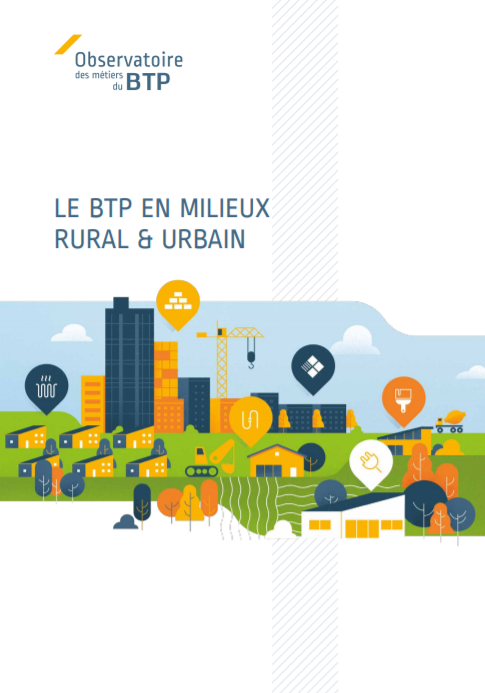 Observatoire
des métiers
du BTP
LE BTP EN MILIEUX
RURAL & URBAIN